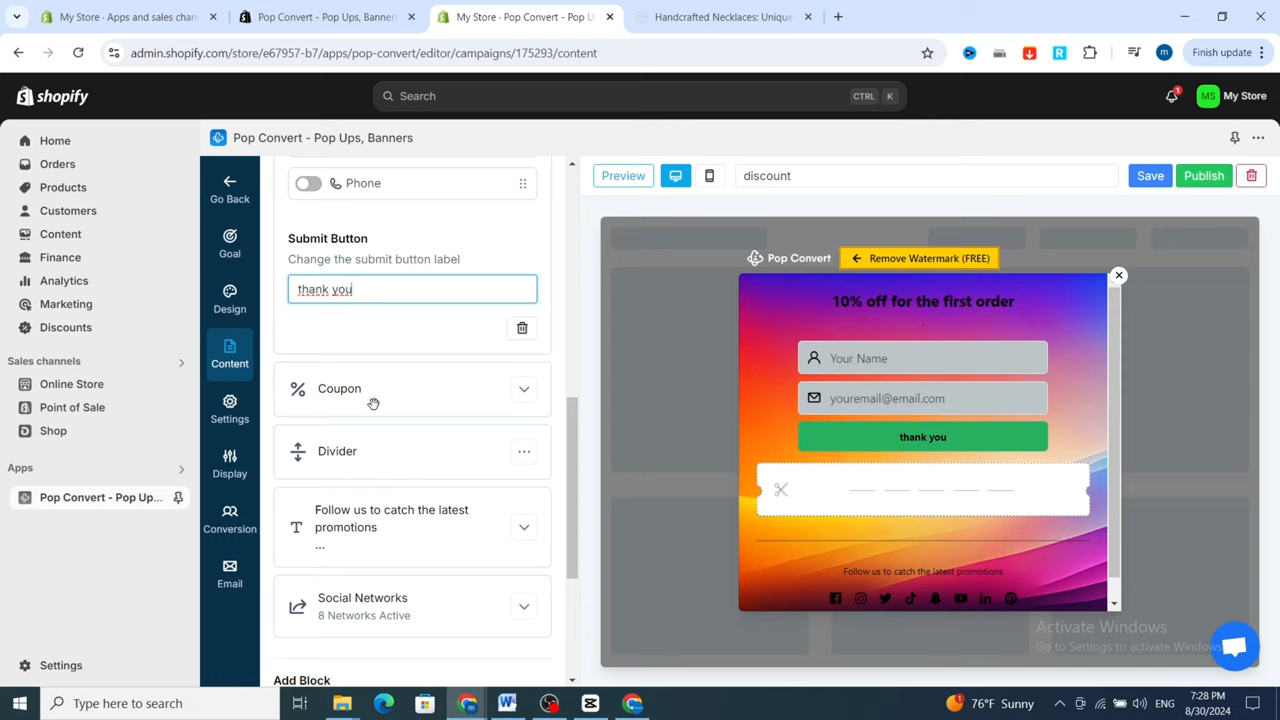 My Store · Apps and sales chan
Pop Convert - Pop Ups, Banners
My Store · Pop Convert - Pop U
Handcrafted Necklaces: Unique
admin.shopify.com/store/e67957-b7/apps/pop-convert/editor/campaigns/175293/content
m
Finish update
shopify
Search
CTRL
K
1
MS
My Store
Home
Orders
Products
Customers
Content
Finance
Analytics
Marketing
Discounts
Sales channels
Online Store
Point of Sale
Shop
Apps
Pop Convert - Pop Up...
Settings
Pop Convert - Pop Ups, Banners
Go Back
Goal
Design
Content
Settings
Display
Conversion
Email
Phone
Submit Button
Change the submit button label
thank you
Coupon
Divider
Follow us to catch the latest
promotions
...
Social Networks
8 Networks Active
Add Block
Preview
discount
Save
Publish
Pop Convert
Remove Watermark (FREE)
10% off for the first order
Your Name
youremail@email.com
thank you
Follow us to catch the latest promotions
Activate Windows
Go to Settings to activate Windows
Type here to search
1
76°F Sunny
ENG
7:28 PM
8/30/2024